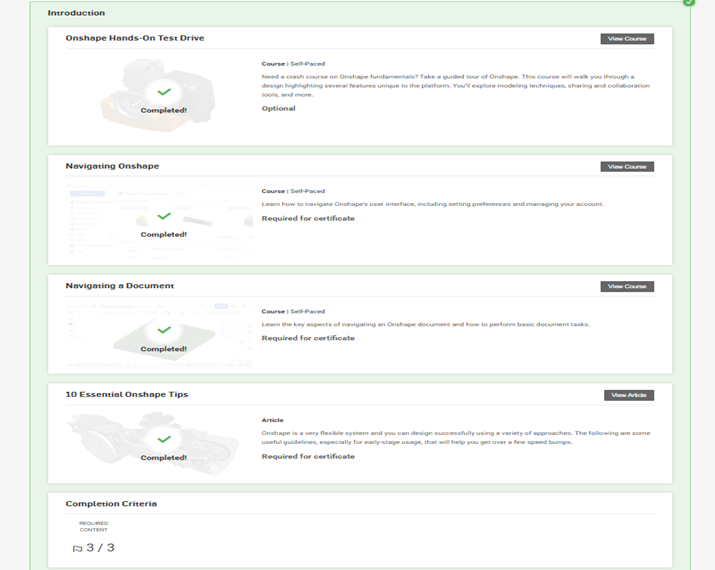 Introduction
Onshape Hands-On Test Drive
View Course
Completed!
Course | Self-Paced
Need a crash course on Onshape fundamentals? Take a guided tour of Onshape. This course will walk you through a
design highlighting several features unique to the platform. You'll explore modeling techniques, sharing and collaboration
tools, and more.
Optional
Navigating Onshape
View Course
Completed!
Course | Self-Paced
Learn how to navigate Onshape's user interface, including setting preferences and managing your account.
Required for certificate
Navigating a Document
View Course
Completed!
Course | Self-Paced
Learn the key aspects of navigating an Onshape document and how to perform basic document tasks.
Required for certificate
10 Essential Onshape Tips
View Article
Completed!
Article
Onshape is a very flexible system and you can design successfully using a variety of approaches. The following are some
useful guidelines, especially for early-stage usage, that will help you get over a few speed bumps.
Required for certificate
Completion Criteria
REQUIRED
CONTENT
3 / 3